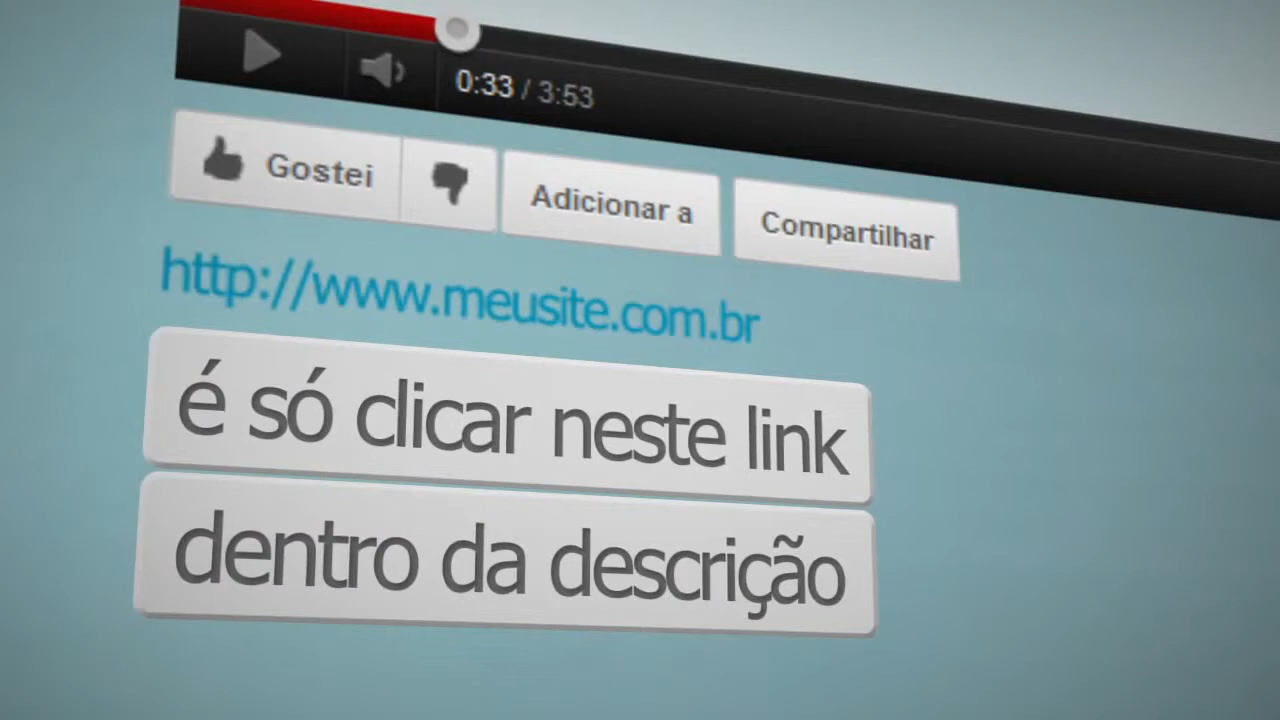 0:33 / 3:53
Gostei
Adicionar a
Compartilhar
http://www.meusite.com.br
é só clicar neste link
dentro da descrição